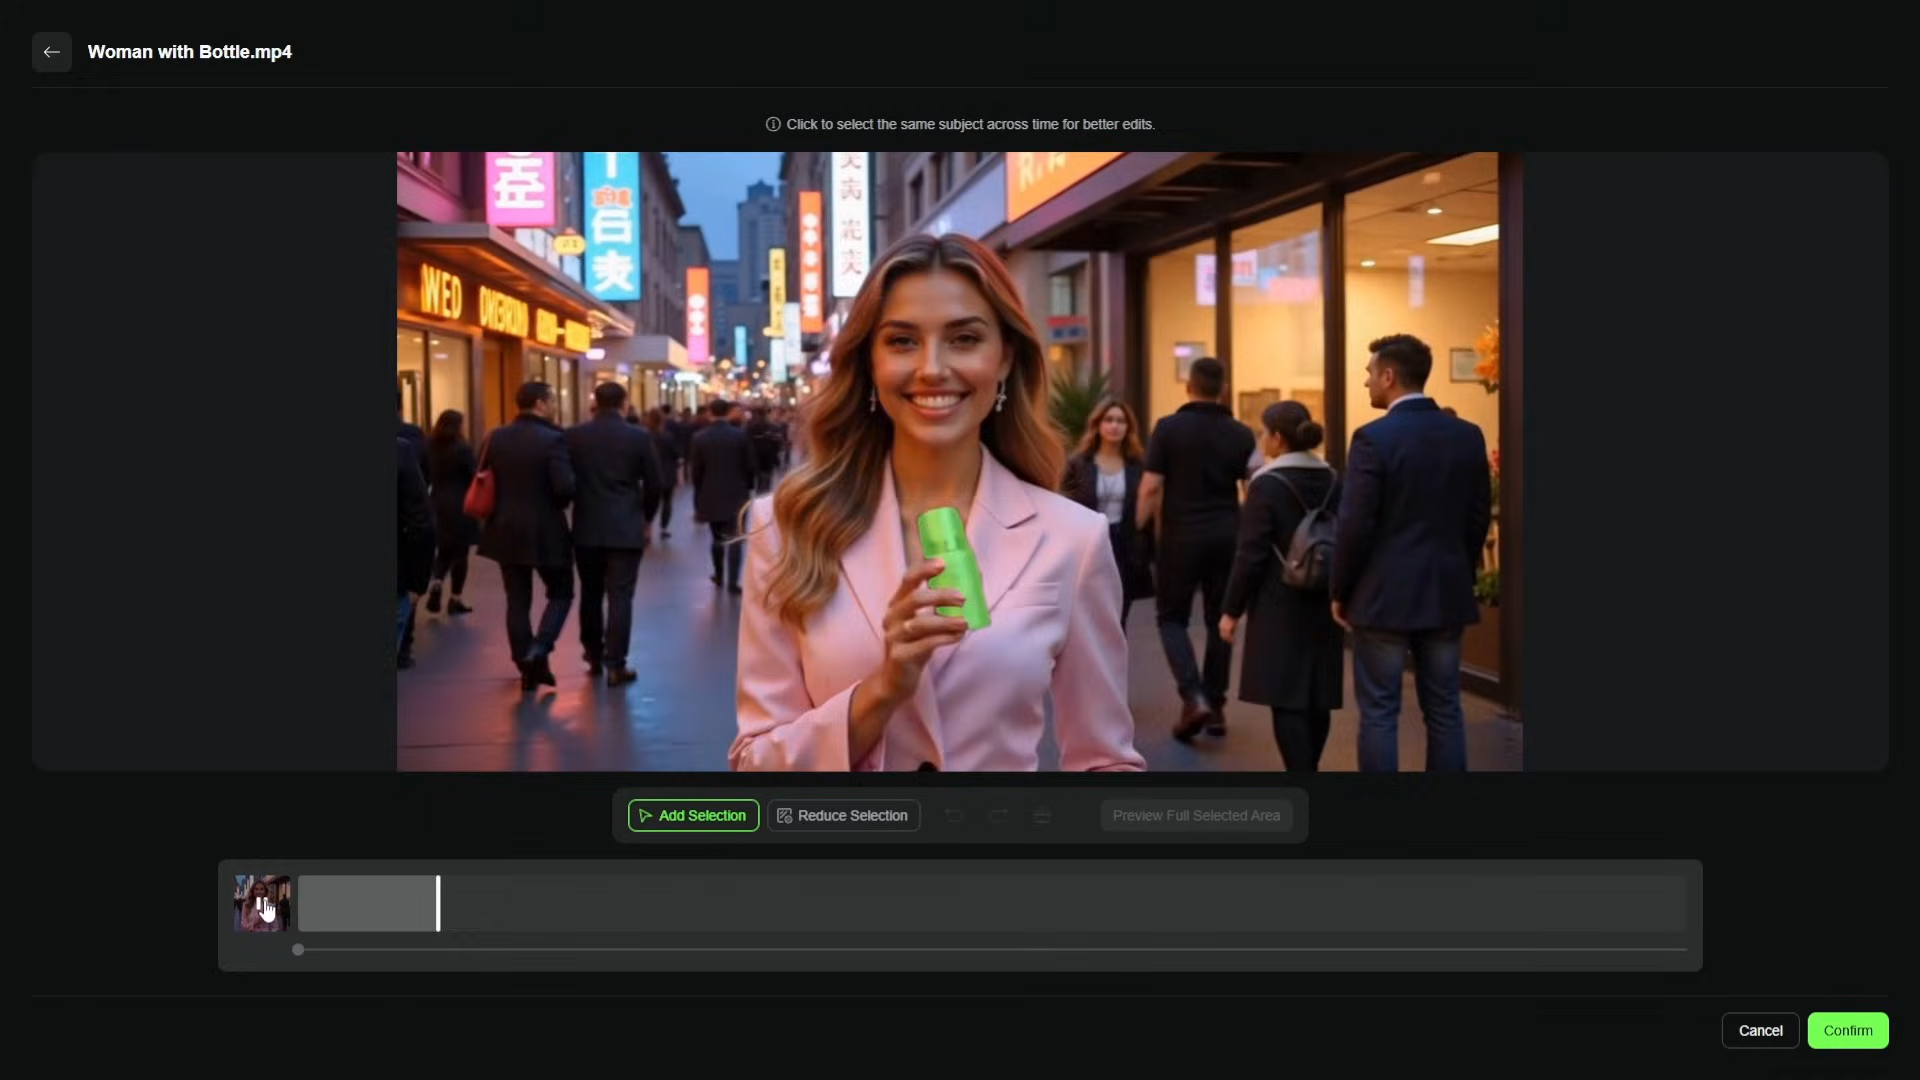 Woman with Bottle.mp4
Click to select the same subject across time for better edits.
WED
Add Selection
Reduce Selection
Preview Full Selected Area
Cancel
Confirm